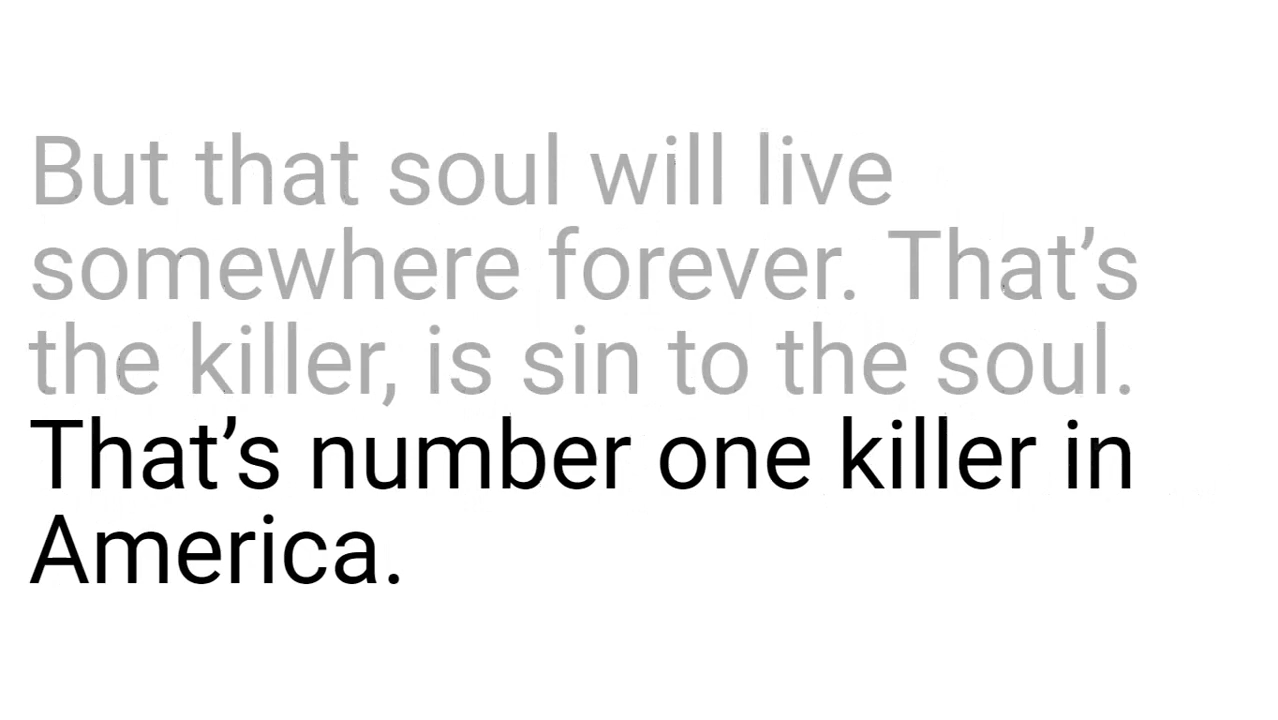 But that soul will live
somewhere forever. That’s
the killer, is sin to the soul.
That’s number one killer in
America.